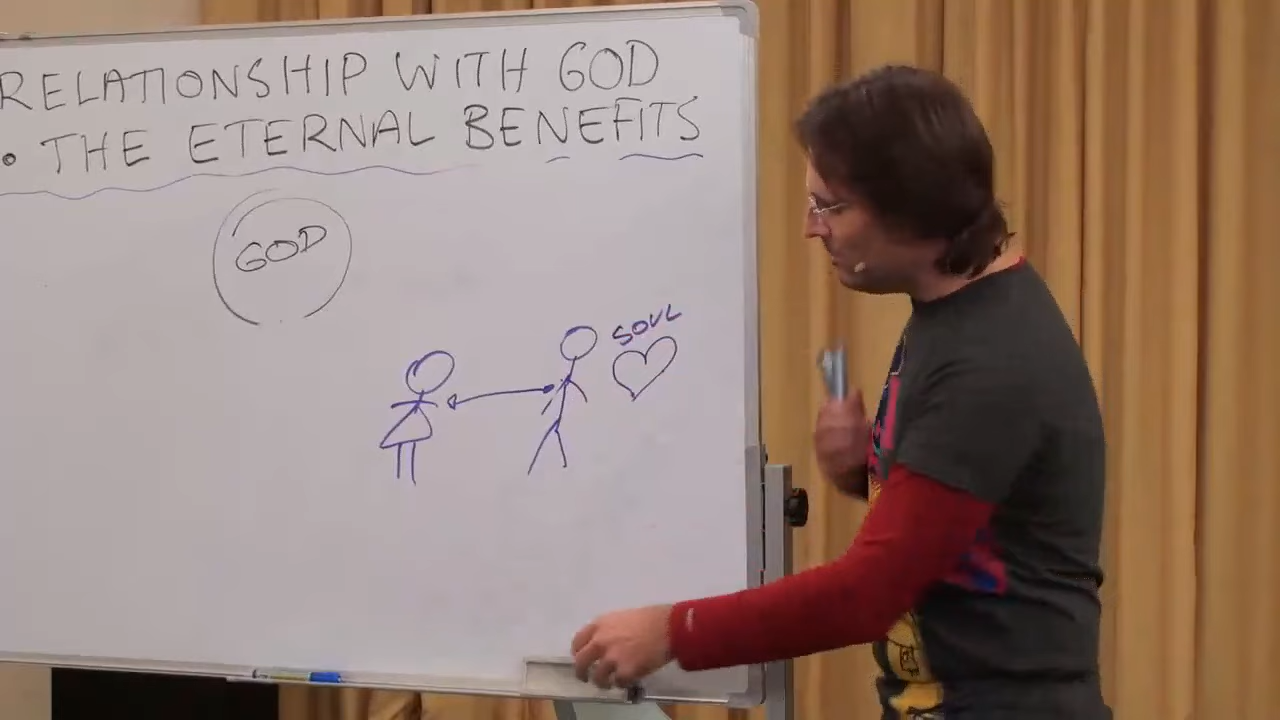 RELATIONSHIP WITH GOD
• THE ETERNAL BENEFITS
GOD
SOUL